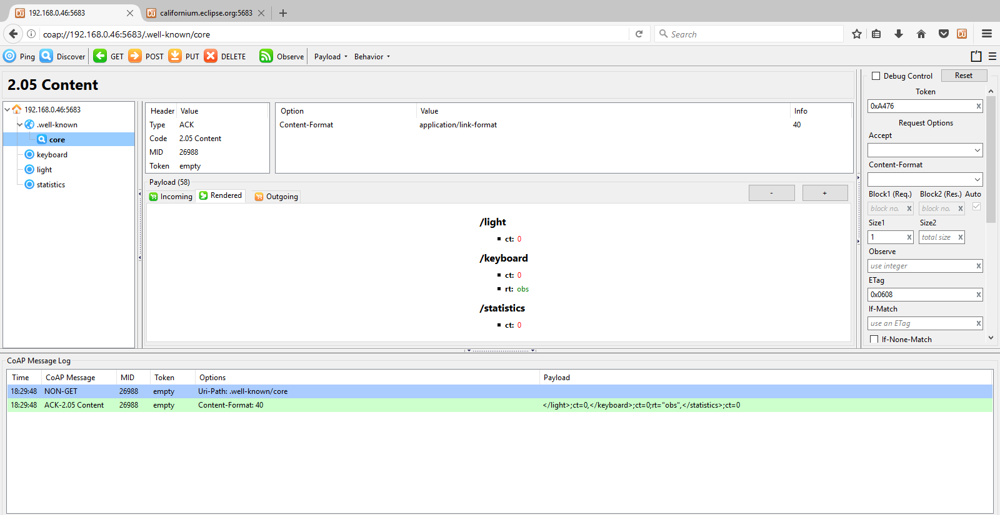 192.168.0.46:5683
californium.eclipse.org:5683
coap://192.168.0.46:5683/.well-known/core
Search
Ping
Discover
GET
POST
PUT
DELETE
Observe
Payload
Behavior
2.05 Content
192.168.0.46:5683
.well-known
core
keyboard
light
statistics
Header Value
Type ACK
Code 2.05 Content
MID 26988
Token empty
Option Value Info
Content-Format application/link-format 40
Payload (58)
Incoming
Rendered
Outgoing
-
+
/light
ct: 0
/keyboard
ct: 0
rt: obs
/statistics
ct: 0
Debug Control
Reset
Token
0xA476 x
Request Options
Accept
Content-Format
Block1 (Req.) Block2 (Res.) Auto
block no. x block no. x
Size1 Size2
1 x total size x
Observe
use integer x
ETag
0x0608 x
If-Match
use an ETag x
If-None-Match
CoAP Message Log
Time CoAP Message MID Token Options Payload
18:29:48 NON-GET 26988 empty Uri-Path: .well-known/core
18:29:48 ACK-2.05 Content 26988 empty Content-Format: 40 </light>;ct=0,</keyboard>;ct=0;rt="obs",</statistics>;ct=0